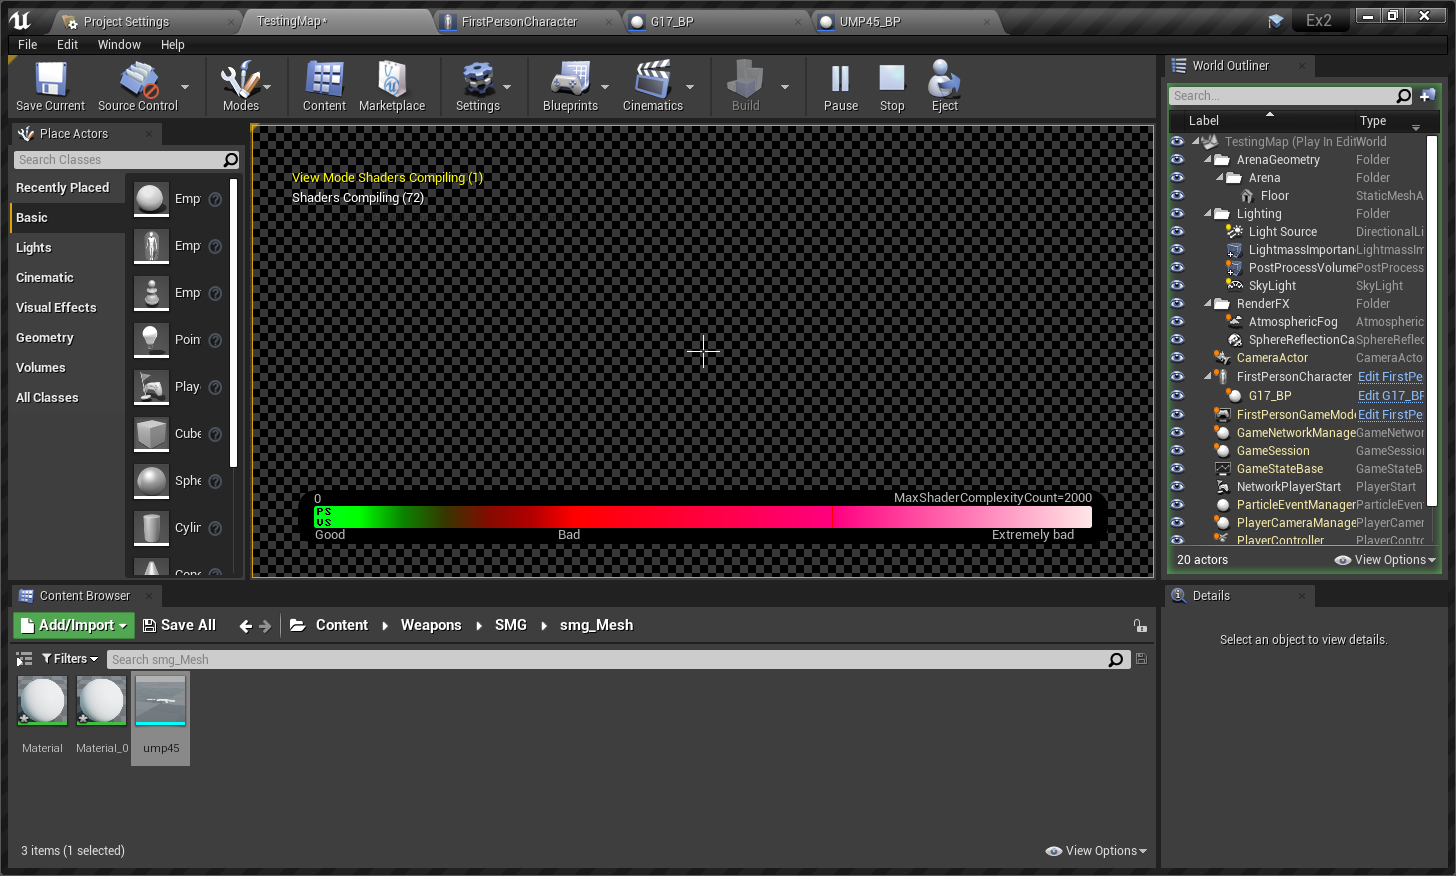 Project Settings
TestingMap*
FirstPersonCharacter
G17_BP
UMP45_BP
Ex2
File Edit Window Help
Save Current
Source Control
Modes
Content
Marketplace
Settings
Blueprints
Cinematics
Build
Pause
Stop
Eject
Place Actors
Search Classes
Recently Placed
Basic
Lights
Cinematic
Visual Effects
Geometry
Volumes
All Classes
Emp
Emp
Emp
Poin
Play
Cube
Sphe
Cylin
Cone
View Mode Shaders Compiling (1)
Shaders Compiling (72)
0
MaxShaderComplexityCount=2000
PS
VS
Good
Bad
Extremely bad
World Outliner
Search...
Label Type
TestingMap (Play In Edit World
ArenaGeometry Folder
Arena Folder
Floor StaticMeshA
Lighting Folder
Light Source DirectionalLi
LightmassImportan LightmassIm
PostProcessVolume PostProcess
SkyLight SkyLight
RenderFX Folder
AtmosphericFog Atmospheric
SphereReflectionCa SphereReflec
CameraActor CameraActo
FirstPersonCharacter Edit FirstPe
G17_BP Edit G17_BP
FirstPersonGameMode Edit FirstPe
GameNetworkManage GameNetwor
GameSession GameSession
GameStateBase GameStateB
NetworkPlayerStart PlayerStart
ParticleEventManager ParticleEven
PlayerCameraManage PlayerCamer
PlayerController PlayerContro
20 actors
View Options
Content Browser
Add/Import
Save All
Content
Weapons
SMG
smg_Mesh
Filters
Search smg_Mesh
Material
Material_0
ump45
3 items (1 selected)
View Options
Details
Select an object to view details.